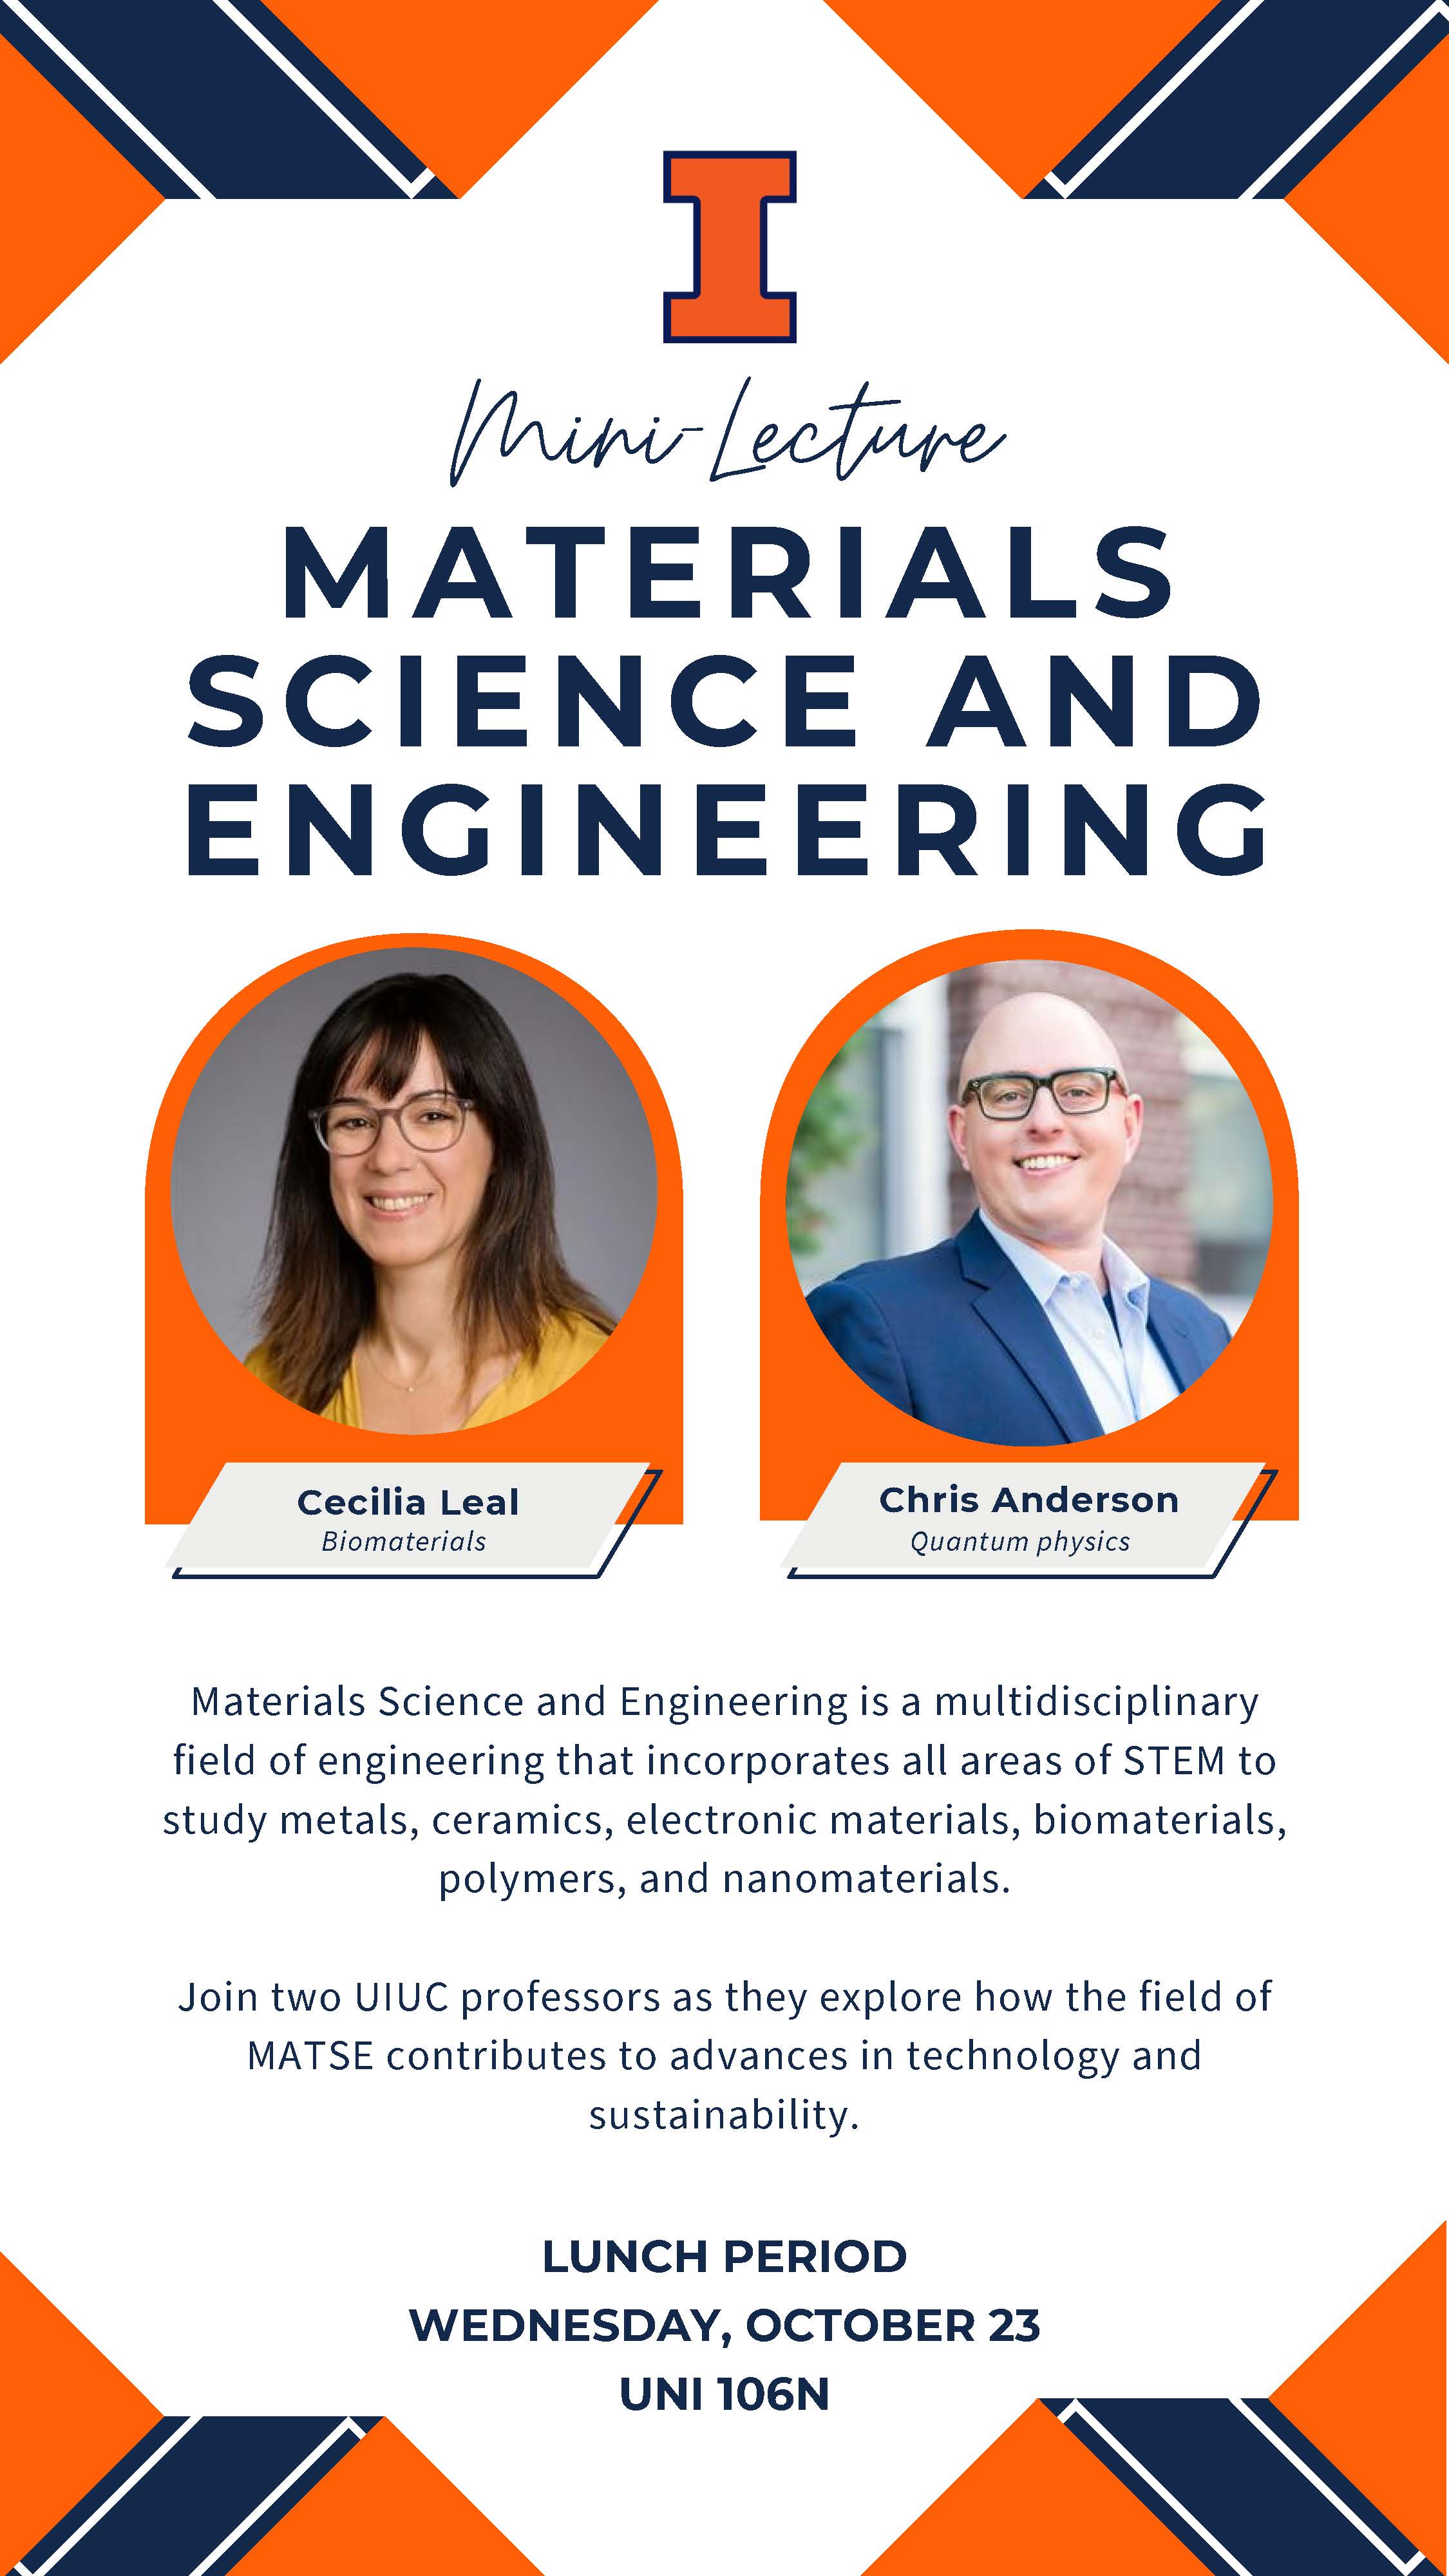 I
Mini-Lecture
MATERIALS
SCIENCE AND
ENGINEERING
Cecilia Leal
Biomaterials
Chris Anderson
Quantum physics
Materials Science and Engineering is a multidisciplinary
field of engineering that incorporates all areas of STEM to
study metals, ceramics, electronic materials, biomaterials,
polymers, and nanomaterials.
Join two UIUC professors as they explore how the field of
MATSE contributes to advances in technology and
sustainability.
LUNCH PERIOD
WEDNESDAY, OCTOBER 23
UNI 106N